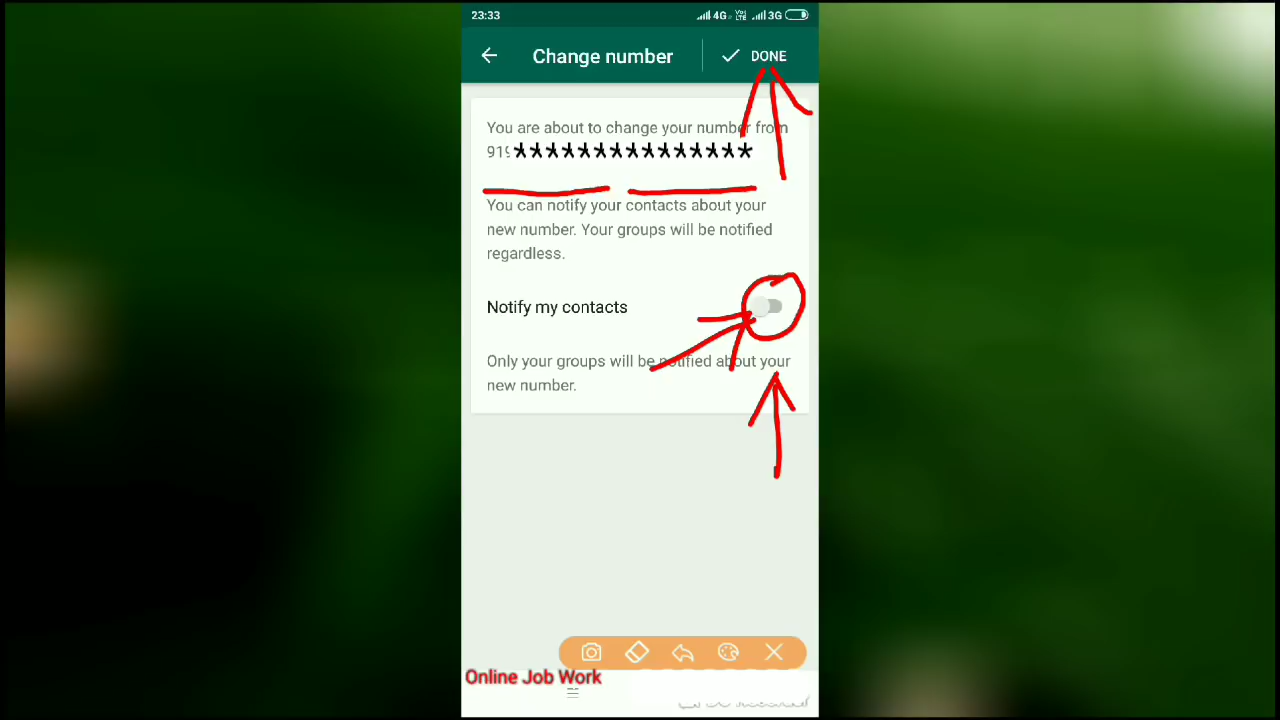 23:33
4G VoLTE 3G
Change number
DONE
You are about to change your number from
919**************
You can notify your contacts about your
new number. Your groups will be notified
regardless.
Notify my contacts
Only your groups will be notified about your
new number.
Online Job Work